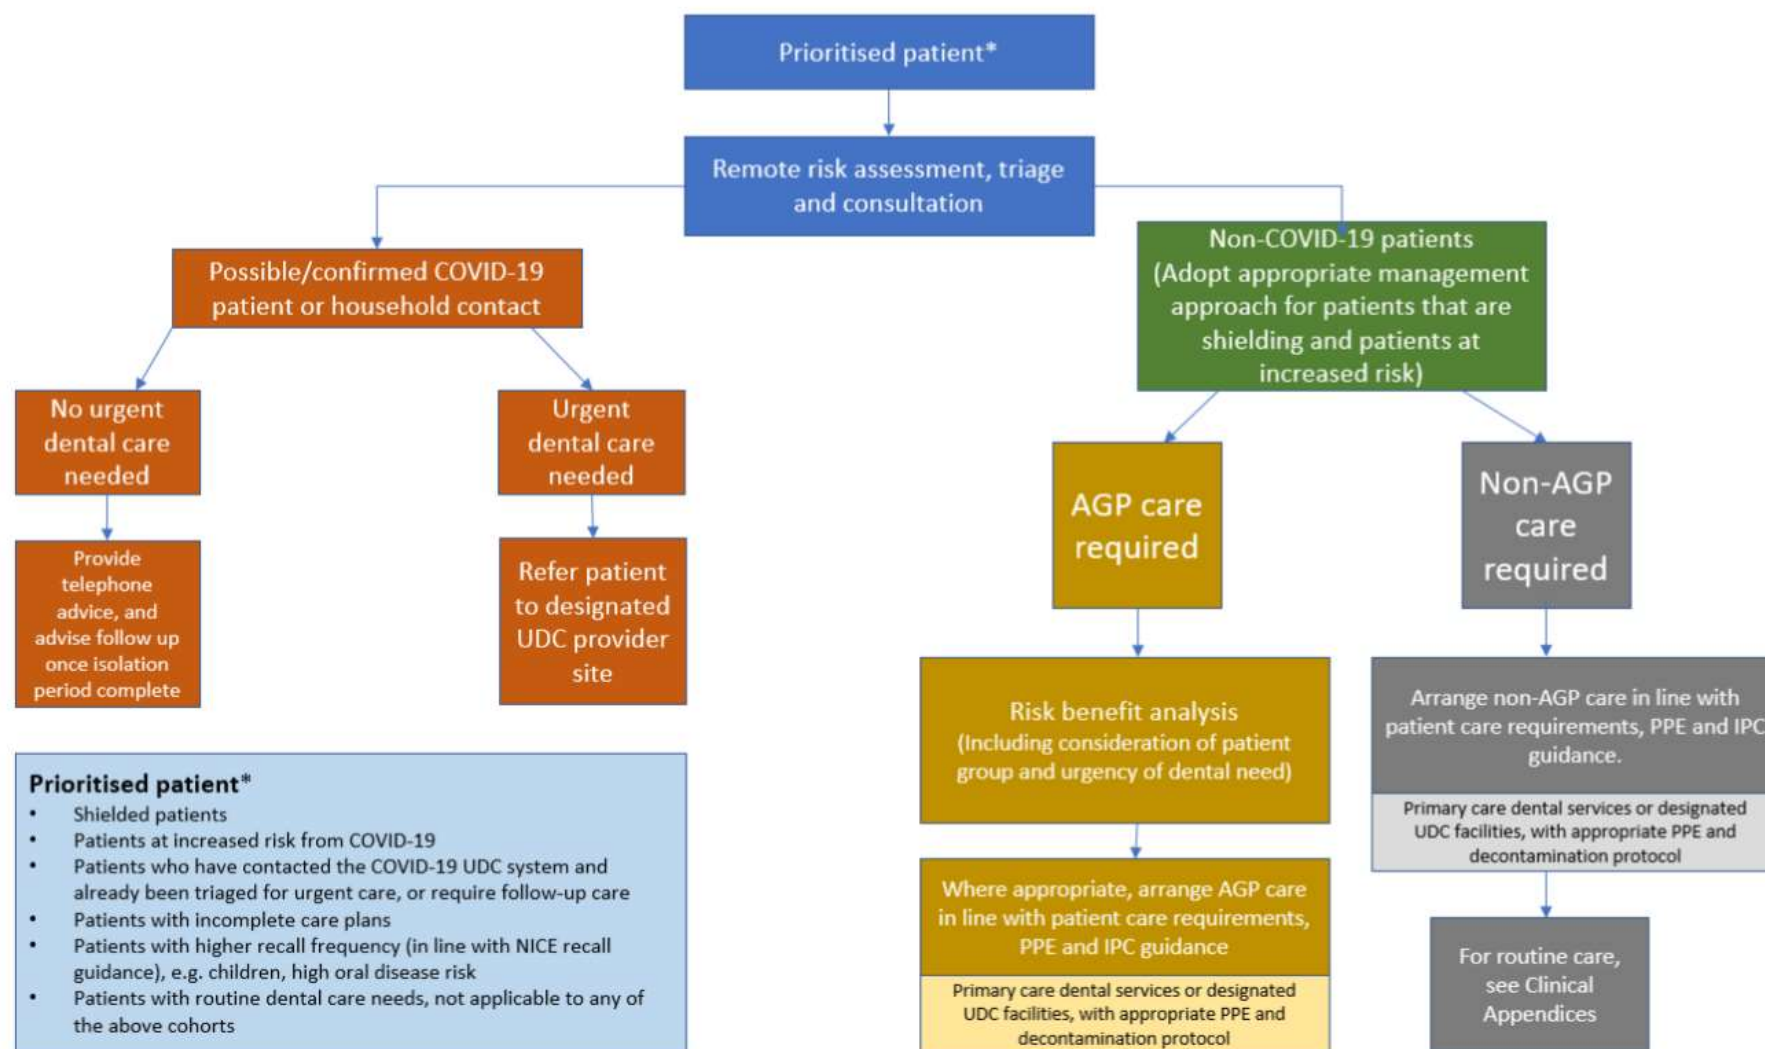 Prioritised patient*
Remote risk assessment, triage
and consultation
Possible/confirmed COVID-19
patient or household contact
No urgent
dental care
needed
Urgent
dental care
needed
Provide
telephone
advice, and
advise follow up
once isolation
period complete
Refer patient
to designated
UDC provider
site
Non-COVID-19 patients
(Adopt appropriate management
approach for patients that are
shielding and patients at
increased risk)
AGP care
required
Non-AGP
care
required
Risk benefit analysis
(Including consideration of patient
group and urgency of dental need)
Where appropriate, arrange AGP care
in line with patient care requirements,
PPE and IPC guidance
Primary care dental services or designated
UDC facilities, with appropriate PPE and
decontamination protocol
Arrange non-AGP care in line with
patient care requirements, PPE and IPC
guidance.
Primary care dental services or designated
UDC facilities, with appropriate PPE and
decontamination protocol
For routine care,
see Clinical
Appendices
Prioritised patient*
• Shielded patients
• Patients at increased risk from COVID-19
• Patients who have contacted the COVID-19 UDC system and
already been triaged for urgent care, or require follow-up care
• Patients with incomplete care plans
• Patients with higher recall frequency (in line with NICE recall
guidance), e.g. children, high oral disease risk
• Patients with routine dental care needs, not applicable to any of
the above cohorts